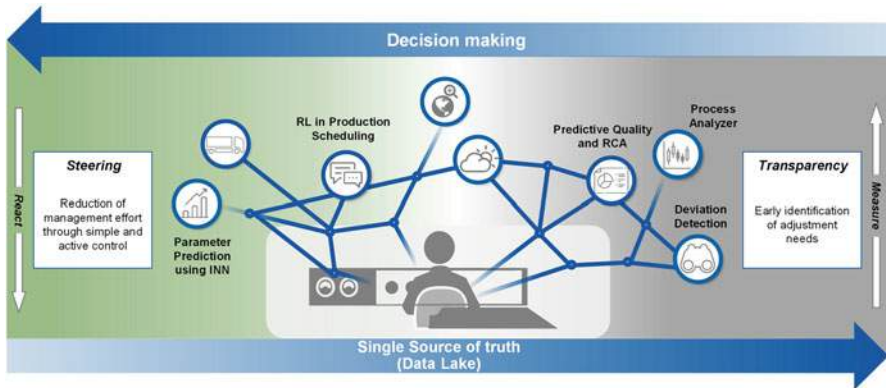 Decision making
React
Steering
Reduction of
management effort
through simple and
active control
Parameter
Prediction
using INN
RL in Production
Scheduling
Predictive Quality
and RCA
Process
Analyzer
Deviation
Detection
Transparency
Early identification
of adjustment
needs
Measure
Single Source of truth
(Data Lake)